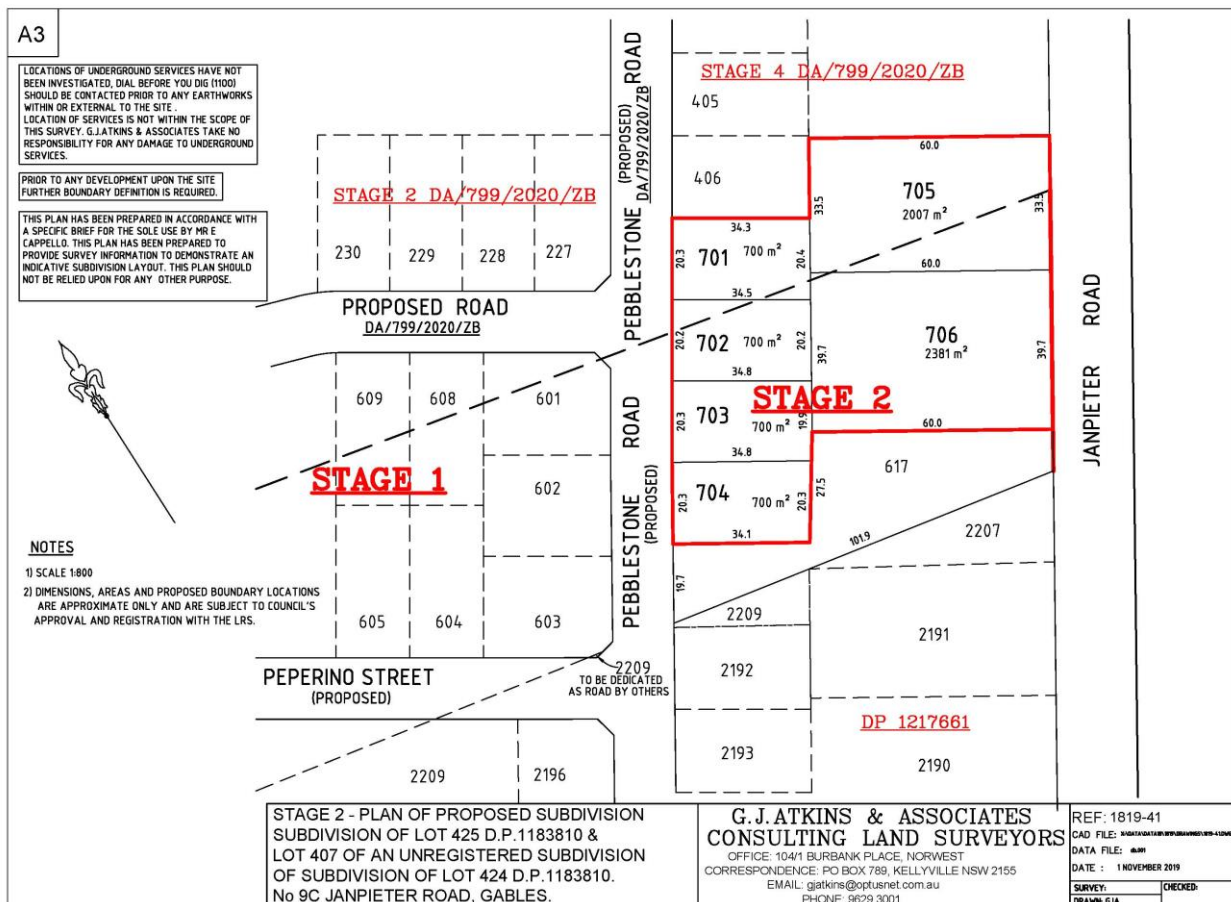 A3
LOCATIONS OF UNDERGROUND SERVICES HAVE NOT
BEEN INVESTIGATED, DIAL BEFORE YOU DIG (1100)
SHOULD BE CONTACTED PRIOR TO ANY EARTHWORKS
WITHIN OR EXTERNAL TO THE SITE .
LOCATION OF SERVICES IS NOT WITHIN THE SCOPE OF
THIS SURVEY. G.J.ATKINS & ASSOCIATES TAKE NO
RESPONSIBILITY FOR ANY DAMAGE TO UNDERGROUND
SERVICES.
PRIOR TO ANY DEVELOPMENT UPON THE SITE
FURTHER BOUNDARY DEFINITION IS REQUIRED.
THIS PLAN HAS BEEN PREPARED IN ACCORDANCE WITH
A SPECIFIC BRIEF FOR THE SOLE USE BY MR E
CAPPELLO. THIS PLAN HAS BEEN PREPARED TO
PROVIDE SURVEY INFORMATION TO DEMONSTRATE AN
INDICATIVE SUBDIVISION LAYOUT. THIS PLAN SHOULD
NOT BE RELIED UPON FOR ANY OTHER PURPOSE.
NOTES
1) SCALE 1:800
2) DIMENSIONS, AREAS AND PROPOSED BOUNDARY LOCATIONS
ARE APPROXIMATE ONLY AND ARE SUBJECT TO COUNCIL'S
APPROVAL AND REGISTRATION WITH THE LRS.
STAGE 2 DA/799/2020/ZB
230
229
228
227
PROPOSED ROAD
DA/799/2020/ZB
609
608
601
STAGE 1
602
605
604
603
PEPERINO STREET
(PROPOSED)
2209
TO BE DEDICATED
AS ROAD BY OTHERS
2209
2196
PEBBLESTONE ROAD
(PROPOSED)
DA/799/2020/ZB
PEBBLESTONE ROAD
(PROPOSED)
STAGE 4 DA/799/2020/ZB
405
406
34.3
20.3
701
700 m²
20.4
34.5
20.2
702
700 m²
20.2
34.8
20.3
703
700 m²
19.9
34.8
20.3
704
700 m²
20.3
34.1
60.0
33.5
705
2007 m²
33.5
60.0
39.7
706
2381 m²
39.7
STAGE 2
60.0
617
27.5
101.9
19.7
2207
2209
2191
2192
DP 1217661
2193
2190
JANPIETER ROAD
STAGE 2 - PLAN OF PROPOSED SUBDIVISION
SUBDIVISION OF LOT 425 D.P.1183810 &
LOT 407 OF AN UNREGISTERED SUBDIVISION
OF SUBDIVISION OF LOT 424 D.P.1183810.
No 9C JANPIETER ROAD, GABLES.
G.J.ATKINS & ASSOCIATES
CONSULTING LAND SURVEYORS
OFFICE: 104/1 BURBANK PLACE, NORWEST
CORRESPONDENCE: PO BOX 789, KELLYVILLE NSW 2155
EMAIL: gjatkins@optusnet.com.au
PHONE: 9629 3001
REF: 1819-41
CAD FILE:
DATA FILE:
DATE : 1 NOVEMBER 2019
SURVEY:
CHECKED:
DRAWN: GJA